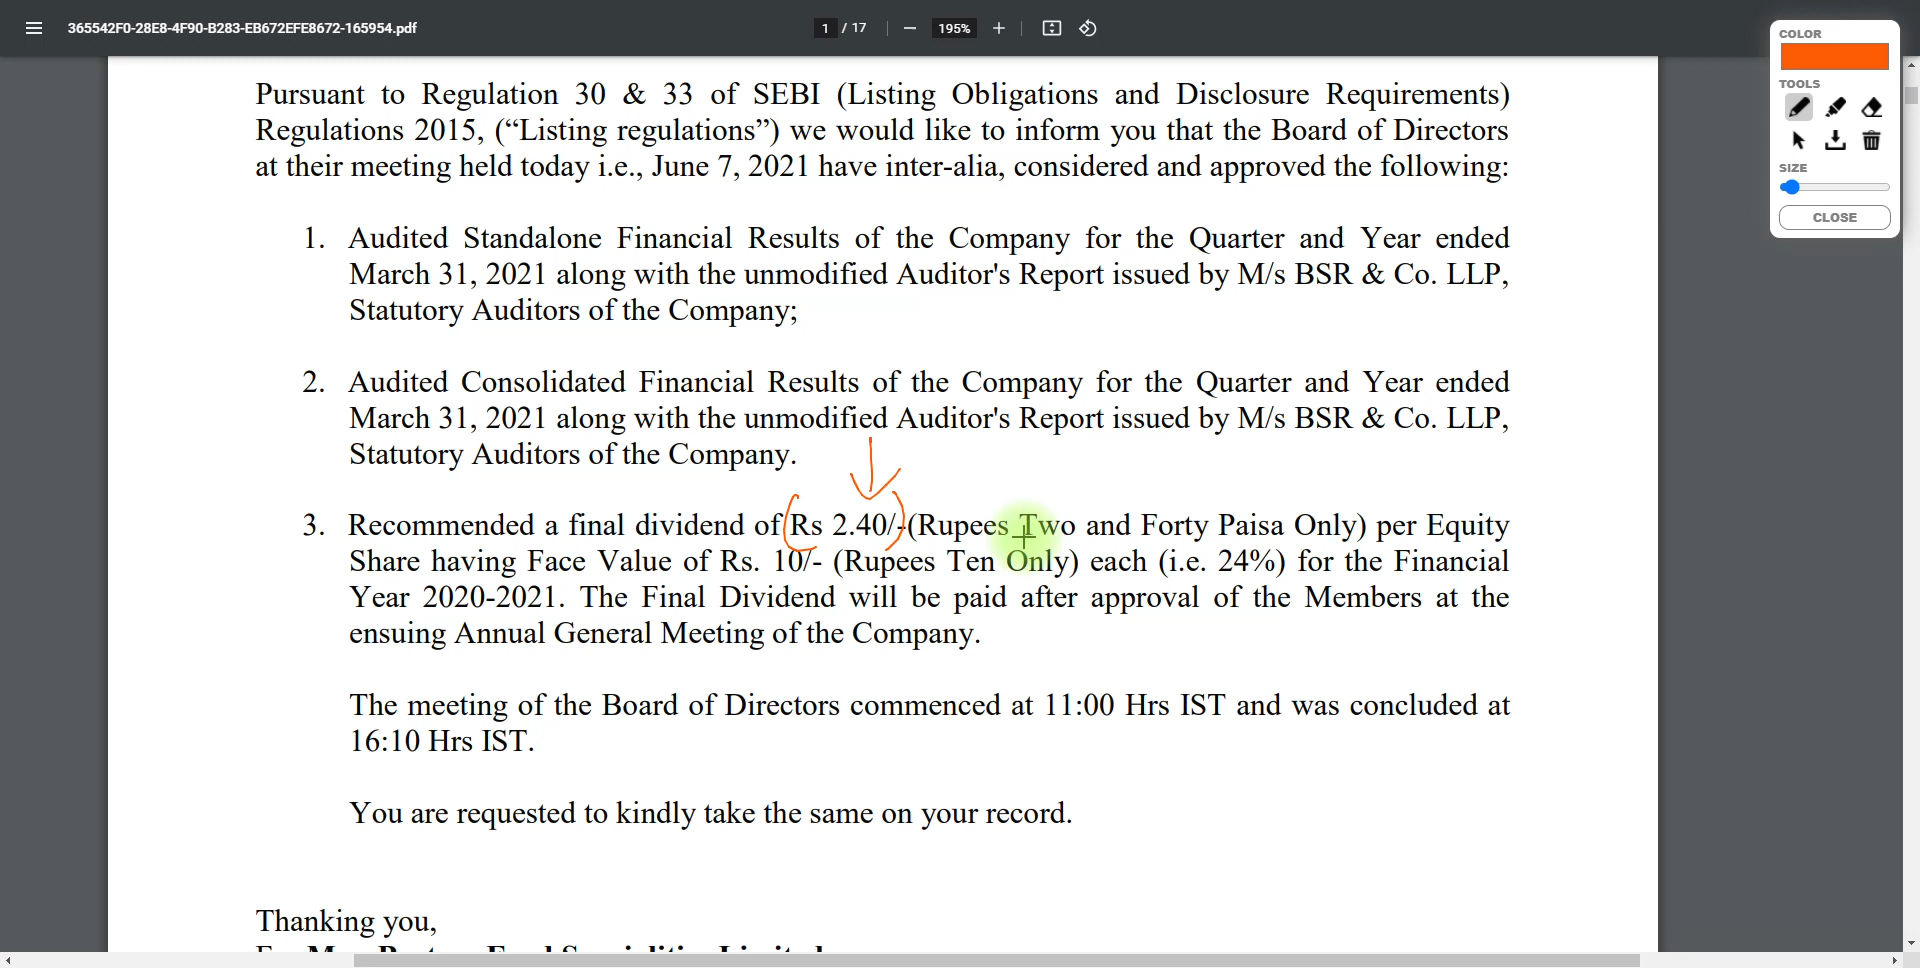 365542F0-28E8-4F90-B283-EB672EFE8672-165954.pdf
1 / 17
195%
COLOR
TOOLS
SIZE
CLOSE
Pursuant to Regulation 30 & 33 of SEBI (Listing Obligations and Disclosure Requirements)
Regulations 2015, (“Listing regulations”) we would like to inform you that the Board of Directors
at their meeting held today i.e., June 7, 2021 have inter-alia, considered and approved the following:
1. Audited Standalone Financial Results of the Company for the Quarter and Year ended
March 31, 2021 along with the unmodified Auditor's Report issued by M/s BSR & Co. LLP,
Statutory Auditors of the Company;
2. Audited Consolidated Financial Results of the Company for the Quarter and Year ended
March 31, 2021 along with the unmodified Auditor's Report issued by M/s BSR & Co. LLP,
Statutory Auditors of the Company.
3. Recommended a final dividend of Rs 2.40/-(Rupees Two and Forty Paisa Only) per Equity
Share having Face Value of Rs. 10/- (Rupees Ten Only) each (i.e. 24%) for the Financial
Year 2020-2021. The Final Dividend will be paid after approval of the Members at the
ensuing Annual General Meeting of the Company.
The meeting of the Board of Directors commenced at 11:00 Hrs IST and was concluded at
16:10 Hrs IST.
You are requested to kindly take the same on your record.
Thanking you,